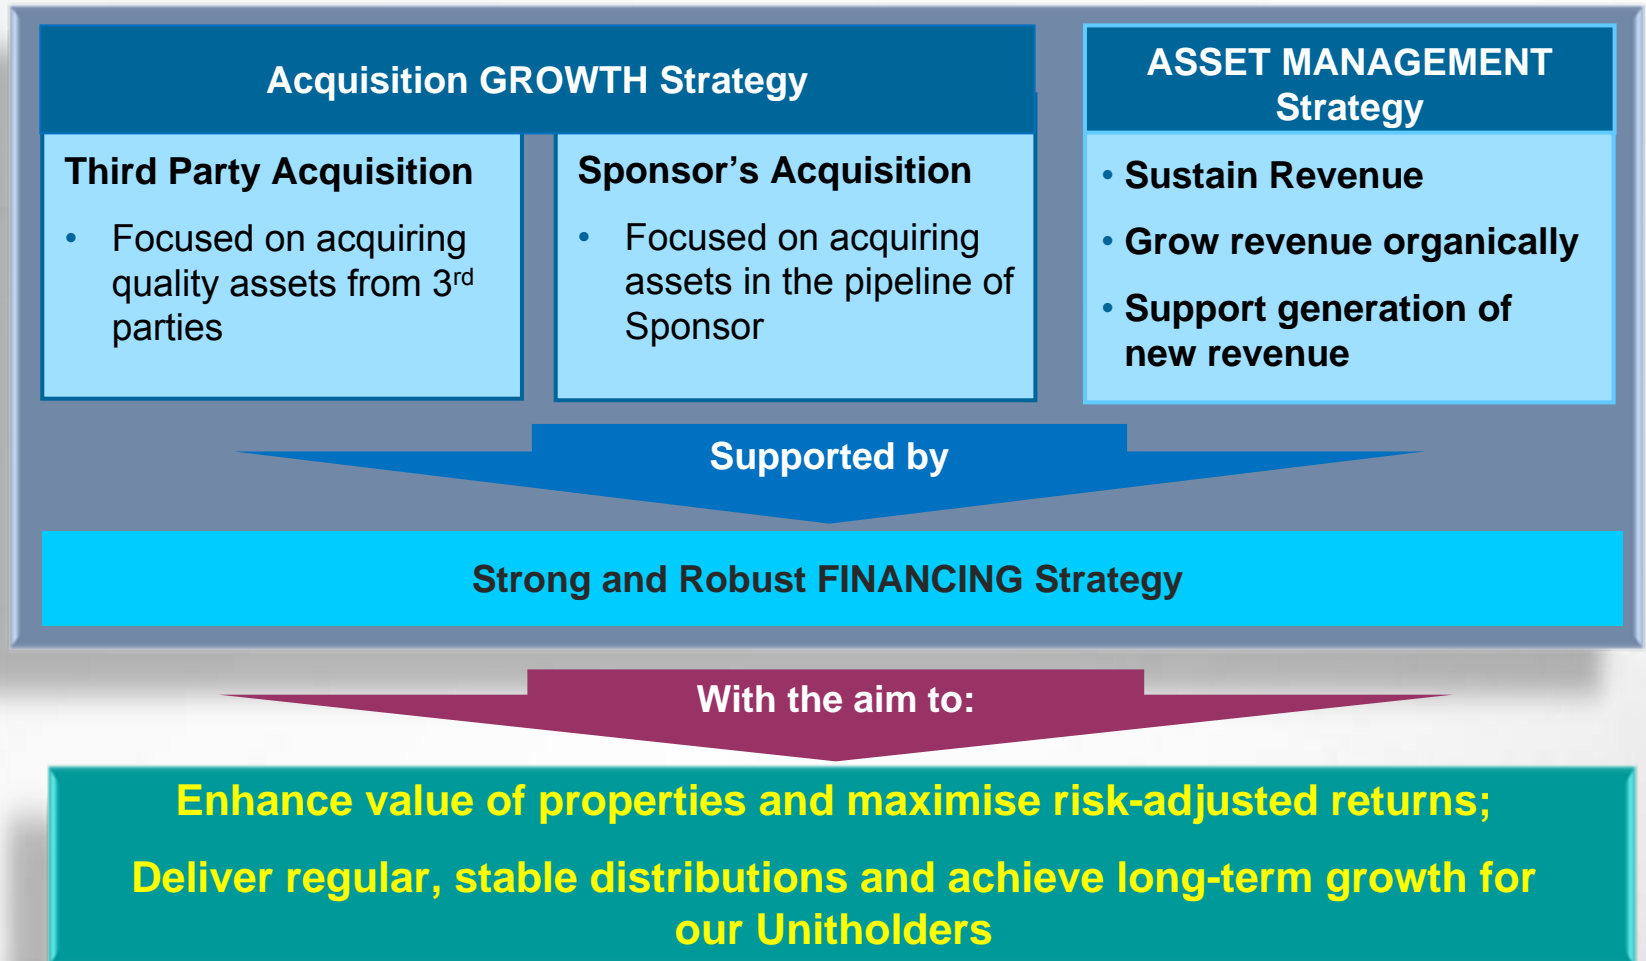 Acquisition GROWTH Strategy
Third Party Acquisition
• Focused on acquiring
quality assets from 3rd
parties
Sponsor’s Acquisition
• Focused on acquiring
assets in the pipeline of
Sponsor
ASSET MANAGEMENT
Strategy
• Sustain Revenue
• Grow revenue organically
• Support generation of
new revenue
Supported by
Strong and Robust FINANCING Strategy
With the aim to:
Enhance value of properties and maximise risk-adjusted returns;
Deliver regular, stable distributions and achieve long-term growth for
our Unitholders